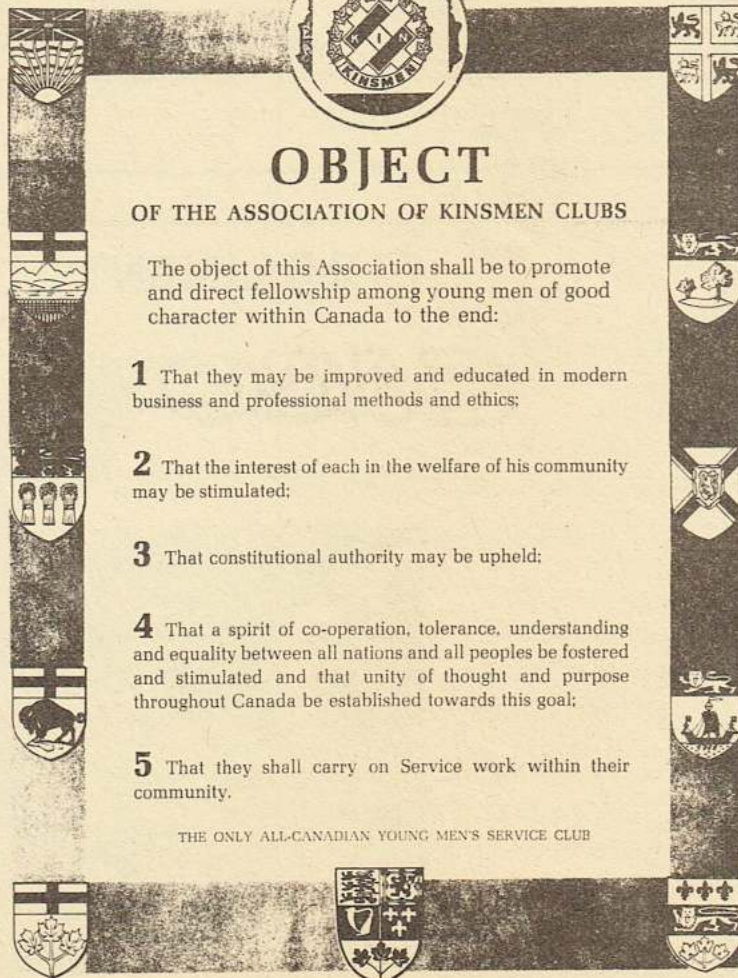 KIN
KINSMEN
OBJECT
OF THE ASSOCIATION OF KINSMEN CLUBS
The object of this Association shall be to promote
and direct fellowship among young men of good
character within Canada to the end:
1 That they may be improved and educated in modern
business and professional methods and ethics;
2 That the interest of each in the welfare of his community
may be stimulated;
3 That constitutional authority may be upheld;
4 That a spirit of co-operation, tolerance, understanding
and equality between all nations and all peoples be fostered
and stimulated and that unity of thought and purpose
throughout Canada be established towards this goal;
5 That they shall carry on Service work within their
community.
THE ONLY ALL-CANADIAN YOUNG MEN'S SERVICE CLUB